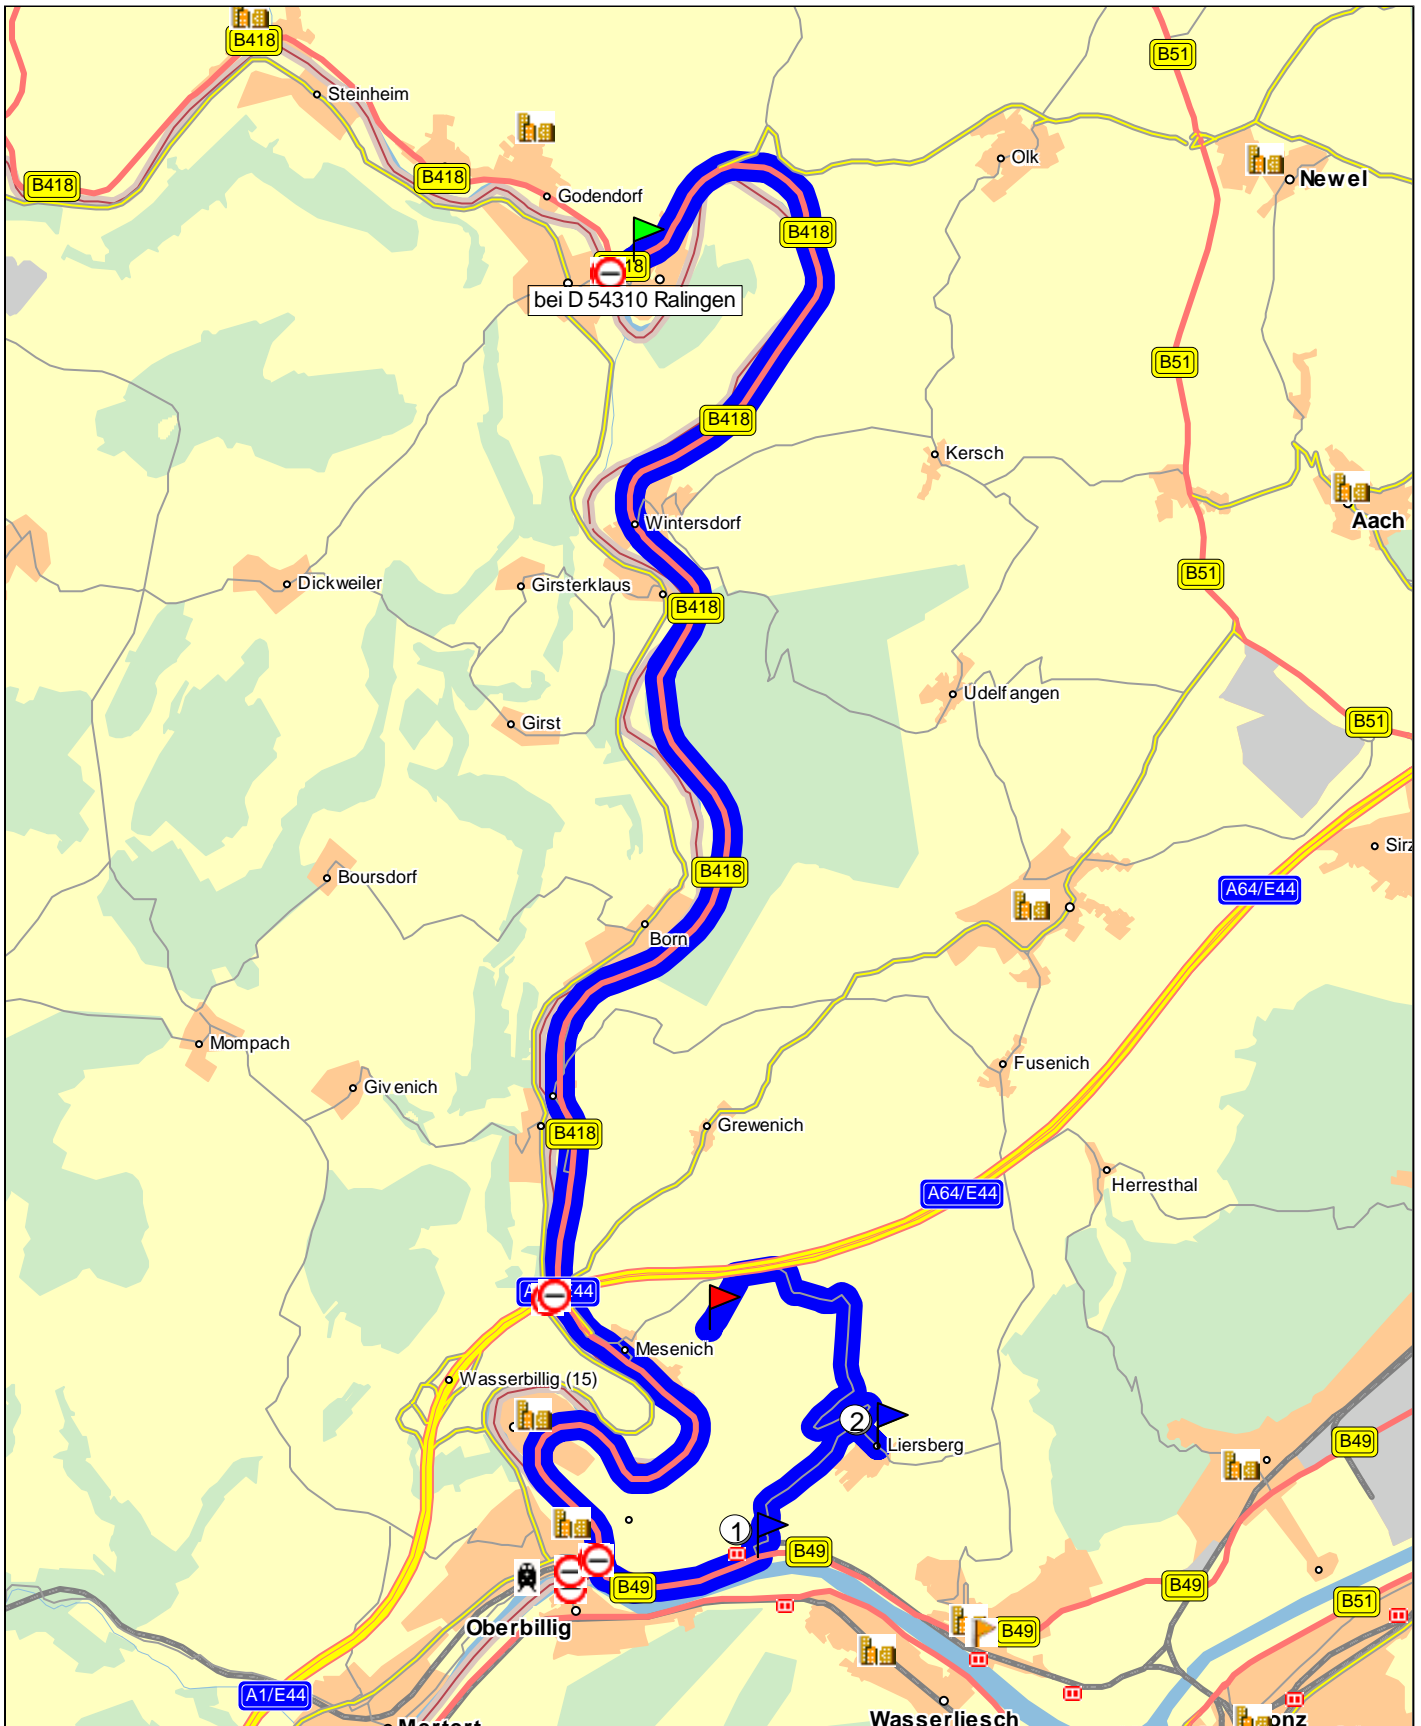 B418
Steinheim
B51
Olk
B418
B418
Newel
Godendorf
B418
18
bei D 54310 Ralingen
B51
B418
Kersch
Wintersdorf
Aach
B51
Dickweiler
Girsterklaus
B418
Udelfangen
Girst
B51
B418
Boursdorf
A64/E44
Born
Mompach
Fusenich
Givenich
B418
Grewenich
Herresthal
A64/E44
44
Mesenich
Wasserbillig (15)
2
Liersberg
B49
1
B49
B49
B49
B51
Oberbillig
B49
A1/E44
Wasserliesch